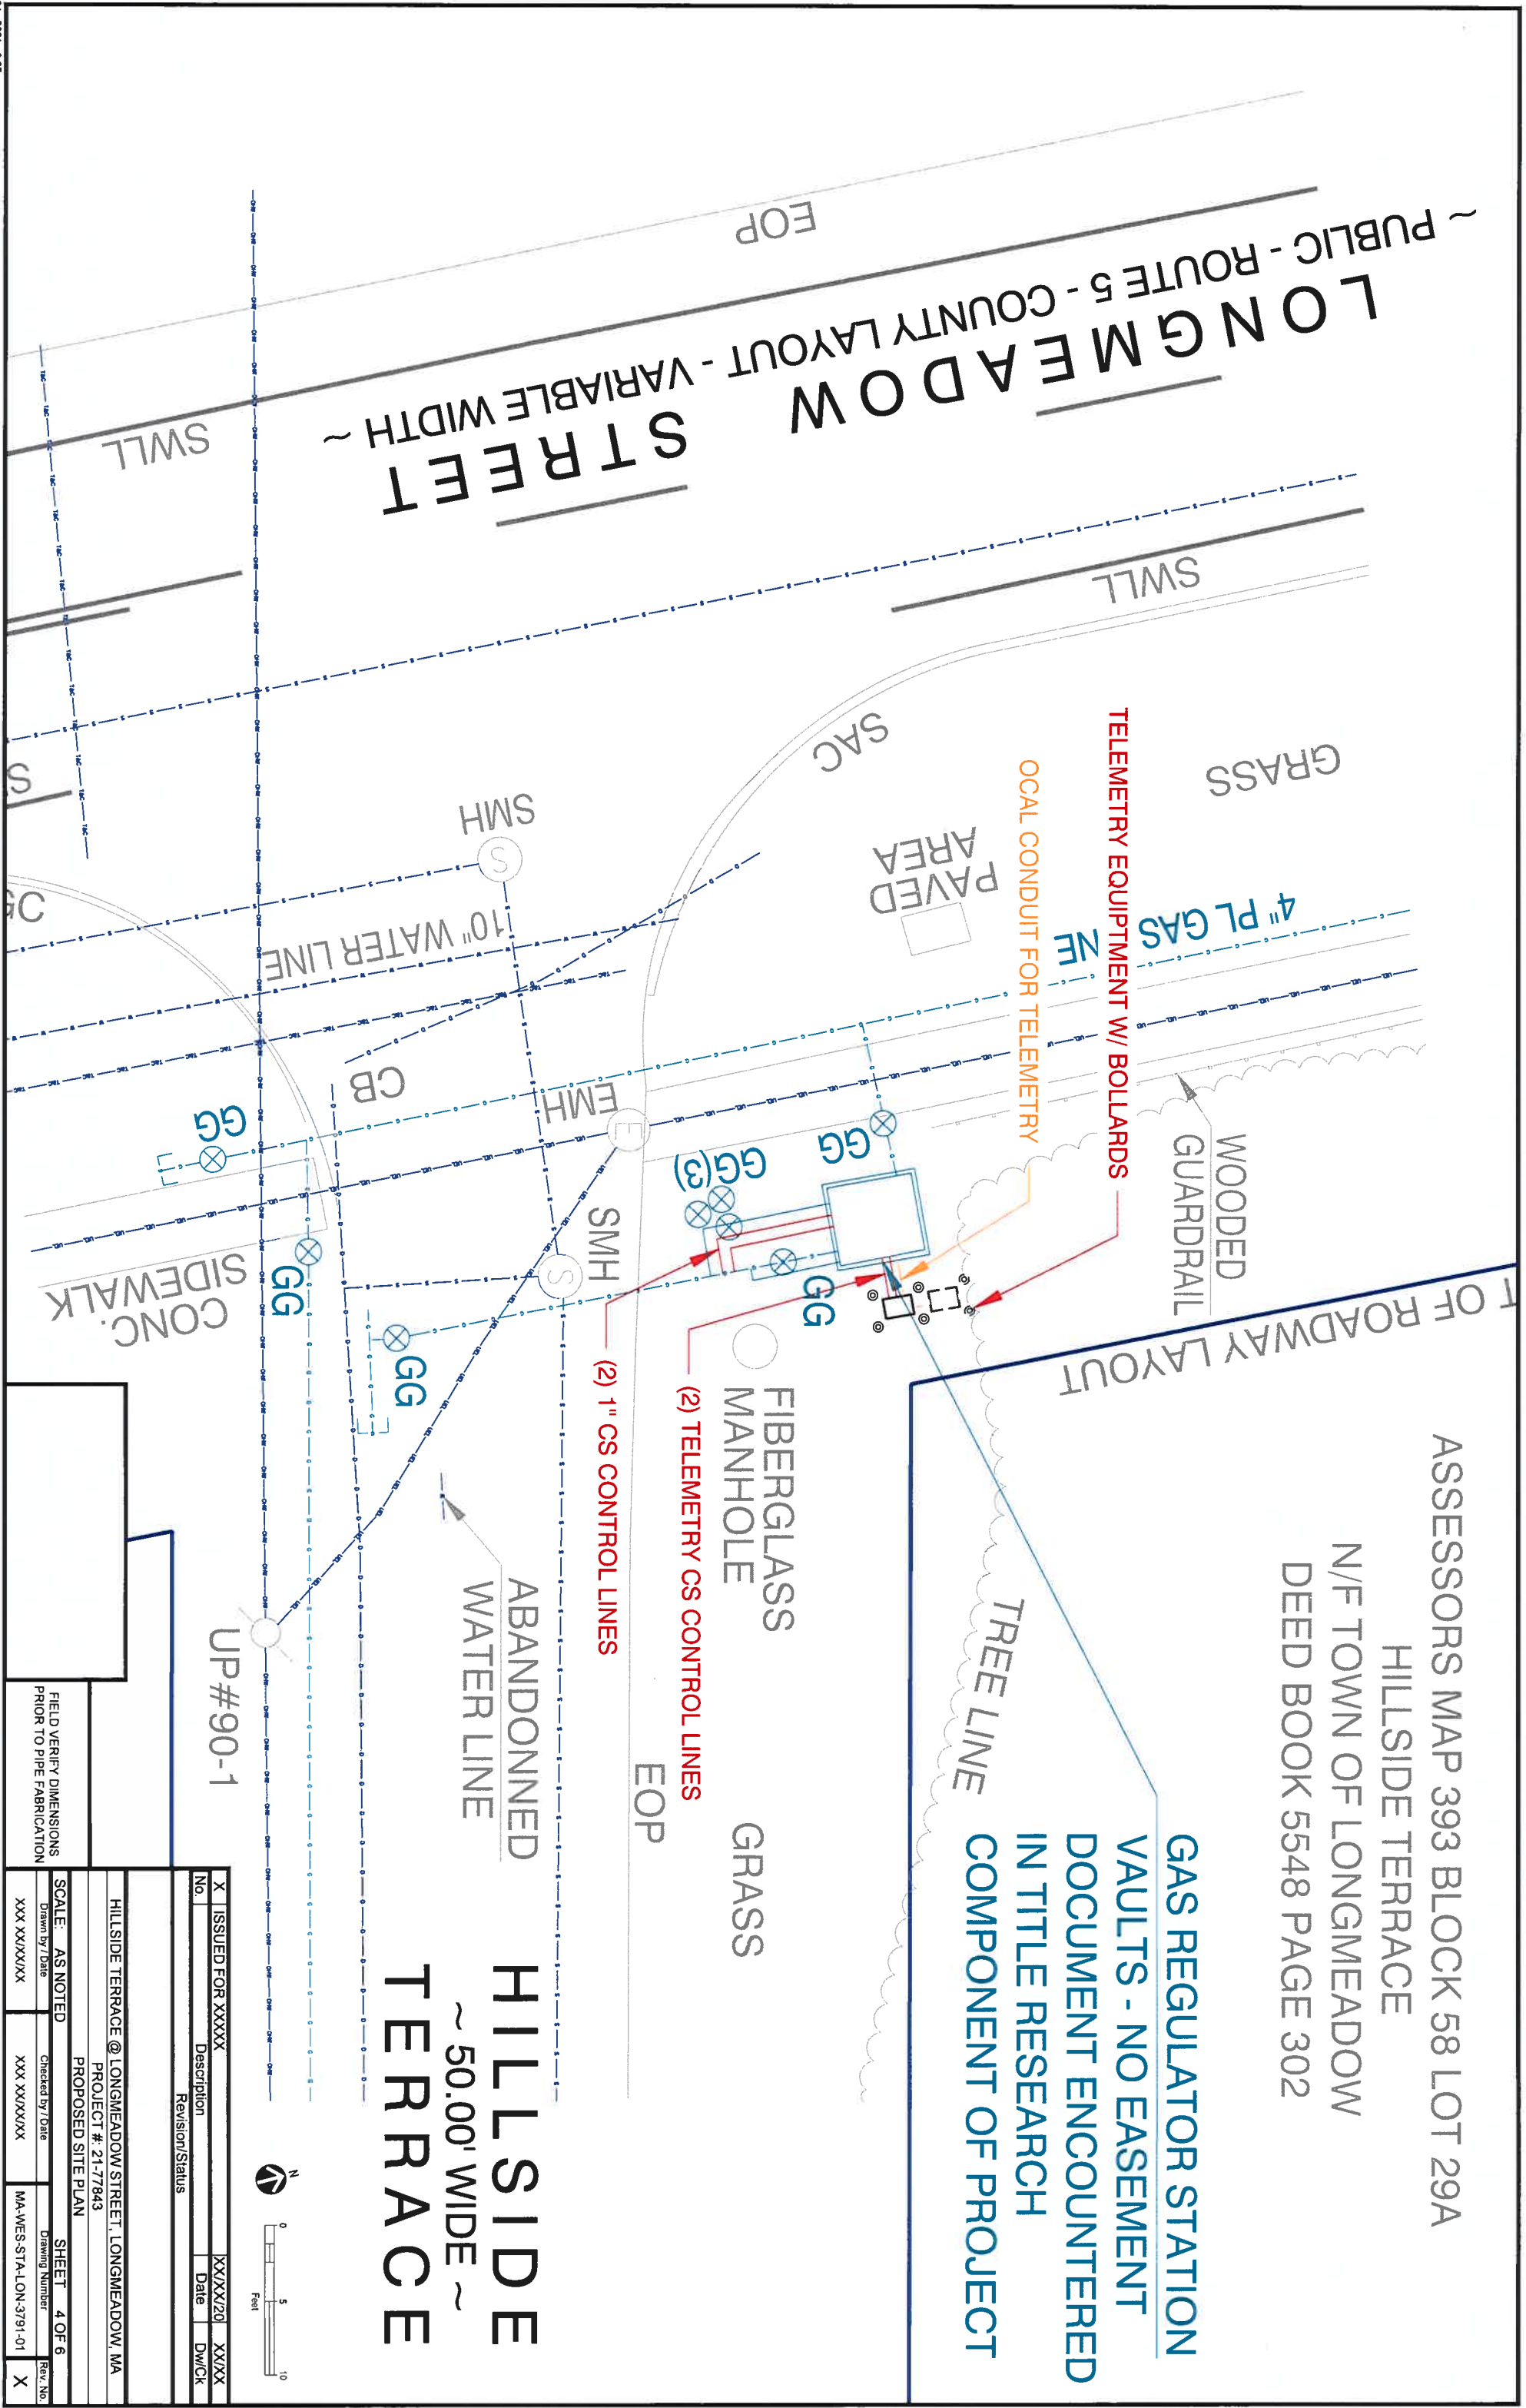 ASSESSORS MAP 393 BLOCK 58 LOT 29A
HILLSIDE TERRACE
N/F TOWN OF LONGMEADOW
DEED BOOK 5548 PAGE 302
GAS REGULATOR STATION
VAULTS - NO EASEMENT
DOCUMENT ENCOUNTERED
IN TITLE RESEARCH
COMPONENT OF PROJECT
T OF ROADWAY LAYOUT
WOODED
GUARDRAIL
TELEMETRY EQUIPTMENT W/ BOLLARDS
OCAL CONDUIT FOR TELEMETRY
GRASS
4" PL GAS
NE
PAVED
AREA
SAC
SWLL
~ PUBLIC - ROUTE 5 - COUNTY LAYOUT - VARIABLE WIDTH ~
LONGMEADOW STREET
EOP
SWLL
TREE LINE
GG
GG(3)
GG
FIBERGLASS
MANHOLE
GRASS
(2) TELEMETRY CS CONTROL LINES
(2) 1" CS CONTROL LINES
EOP
SMH
S
EMH
E
SMH
S
10" WATER LINE
CB
GG
GG
GG
CONC.
SIDEWALK
S
ABANDONNED
WATER LINE
UP#90-1
HILLSIDE
~ 50.00' WIDE ~
TERRACE
N
0 5 10
Feet
FIELD VERIFY DIMENSIONS
PRIOR TO PIPE FABRICATION
X ISSUED FOR XXXXX XX/XX/20 XX/XX
No. Description Date Dw/Ck
Revision/Status
HILLSIDE TERRACE @ LONGMEADOW STREET, LONGMEADOW, MA
PROJECT #: 21-77843
PROPOSED SITE PLAN
SCALE: AS NOTED SHEET 4 OF 6
Drawn by / Date Checked by / Date Drawing Number Rev. No.
XXX XX/XX/XX XXX XX/XX/XX MA-WES-STA-LON-3791-01 X